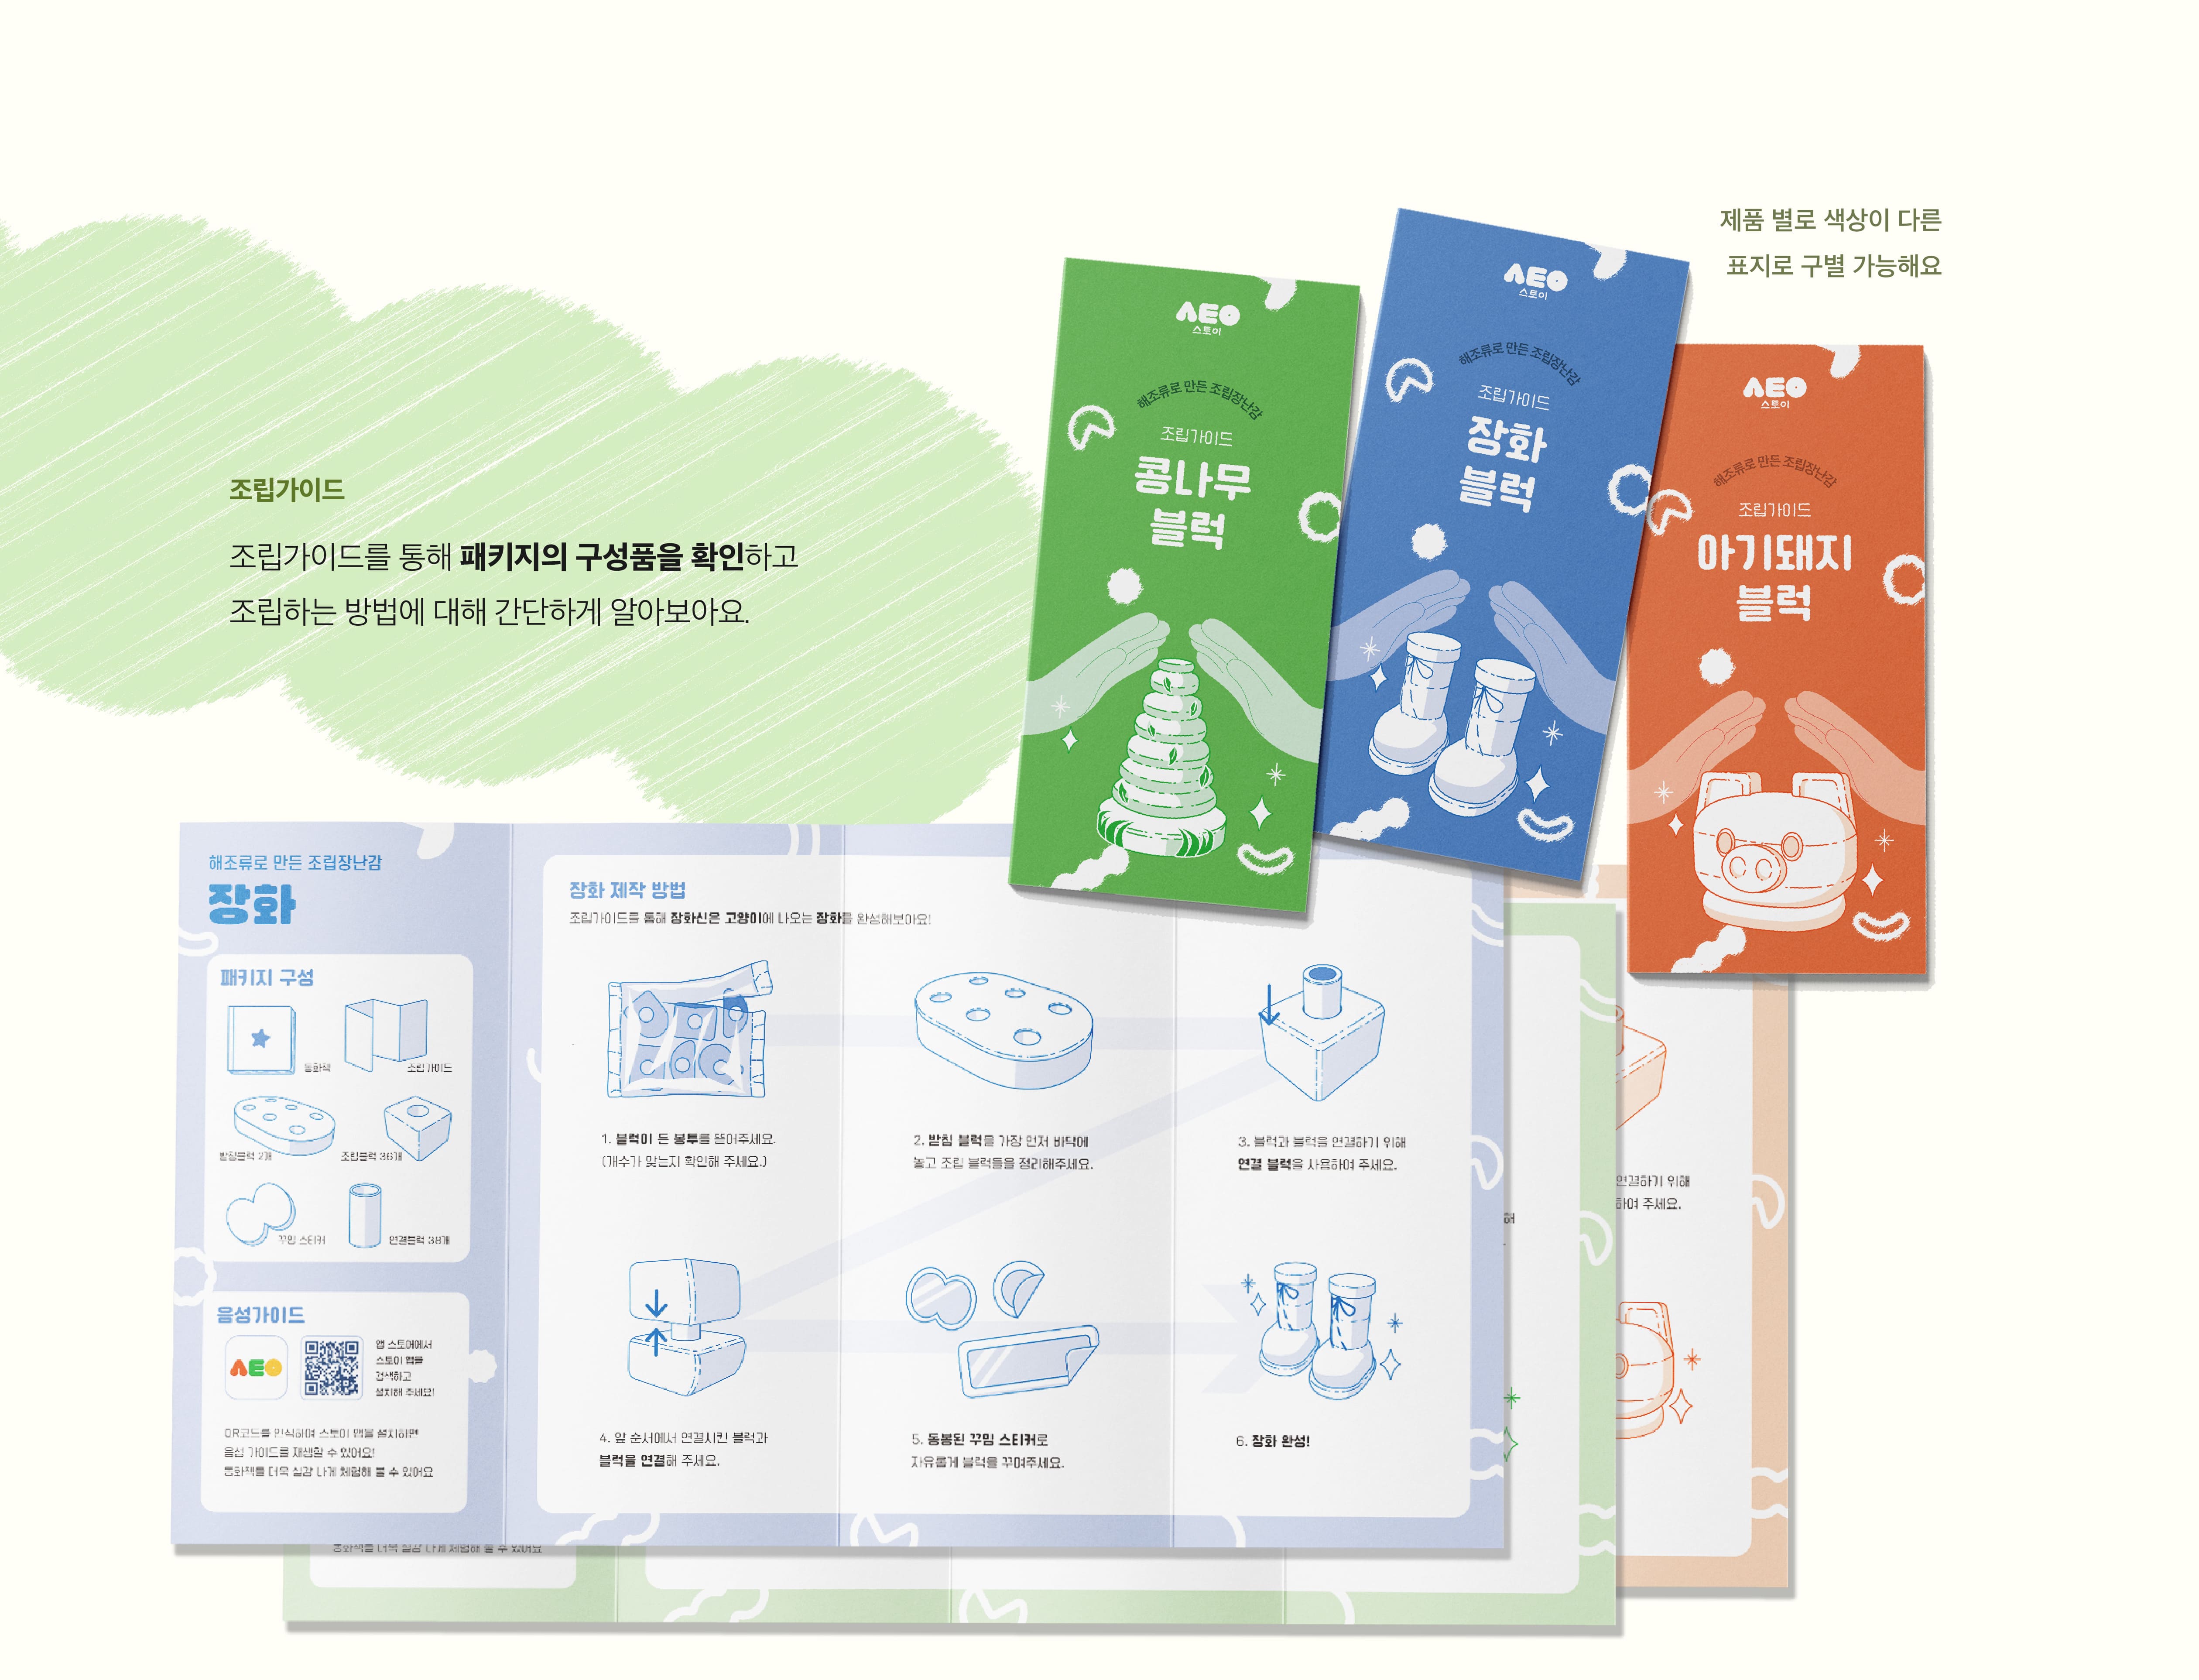 제품 별로 색상이 다른
표지로 구별 가능해요
조립가이드
조립가이드를 통해 패키지의 구성품을 확인하고
조립하는 방법에 대해 간단하게 알아보아요.
AEO
스토이
해조류로 만든 조립장난감
조립가이드
콩나무
블럭
AEO
스토이
해조류로 만든 조립장난감
조립가이드
장화
블럭
AEO
스토이
해조류로 만든 조립장난감
조립가이드
아기돼지
블럭
해조류로 만든 조립장난감
장화
패키지 구성
동화책
조립가이드
받침블럭 2개
조립블럭 36개
꾸밈 스티커
연결블럭 38개
음성가이드
AEO
앱 스토어에서
스토이 앱을
검색하고
설치해 주세요!
QR코드를 인식하여 스토이 앱을 설치하면
음성 가이드를 재생할 수 있어요!
동화책을 더욱 실감 나게 체험해 볼 수 있어요
장화 제작 방법
조립가이드를 통해 장화신은 고양이에 나오는 장화를 완성해보아요!
1. 블럭이 든 봉투를 뜯어주세요.
(개수가 맞는지 확인해 주세요.)
2. 받침 블럭을 가장 먼저 바닥에
놓고 조립 블럭들을 정리해주세요.
3. 블럭과 블럭을 연결하기 위해
연결 블럭을 사용하여 주세요.
4. 앞 순서에서 연결시킨 블럭과
블럭을 연결해 주세요.
5. 동봉된 꾸밈 스티커로
자유롭게 블럭을 꾸며주세요.
6. 장화 완성!
연결하기 위해
하여 주세요.
해
동화책을 더욱 실감 나게 체험해 볼 수 있어요